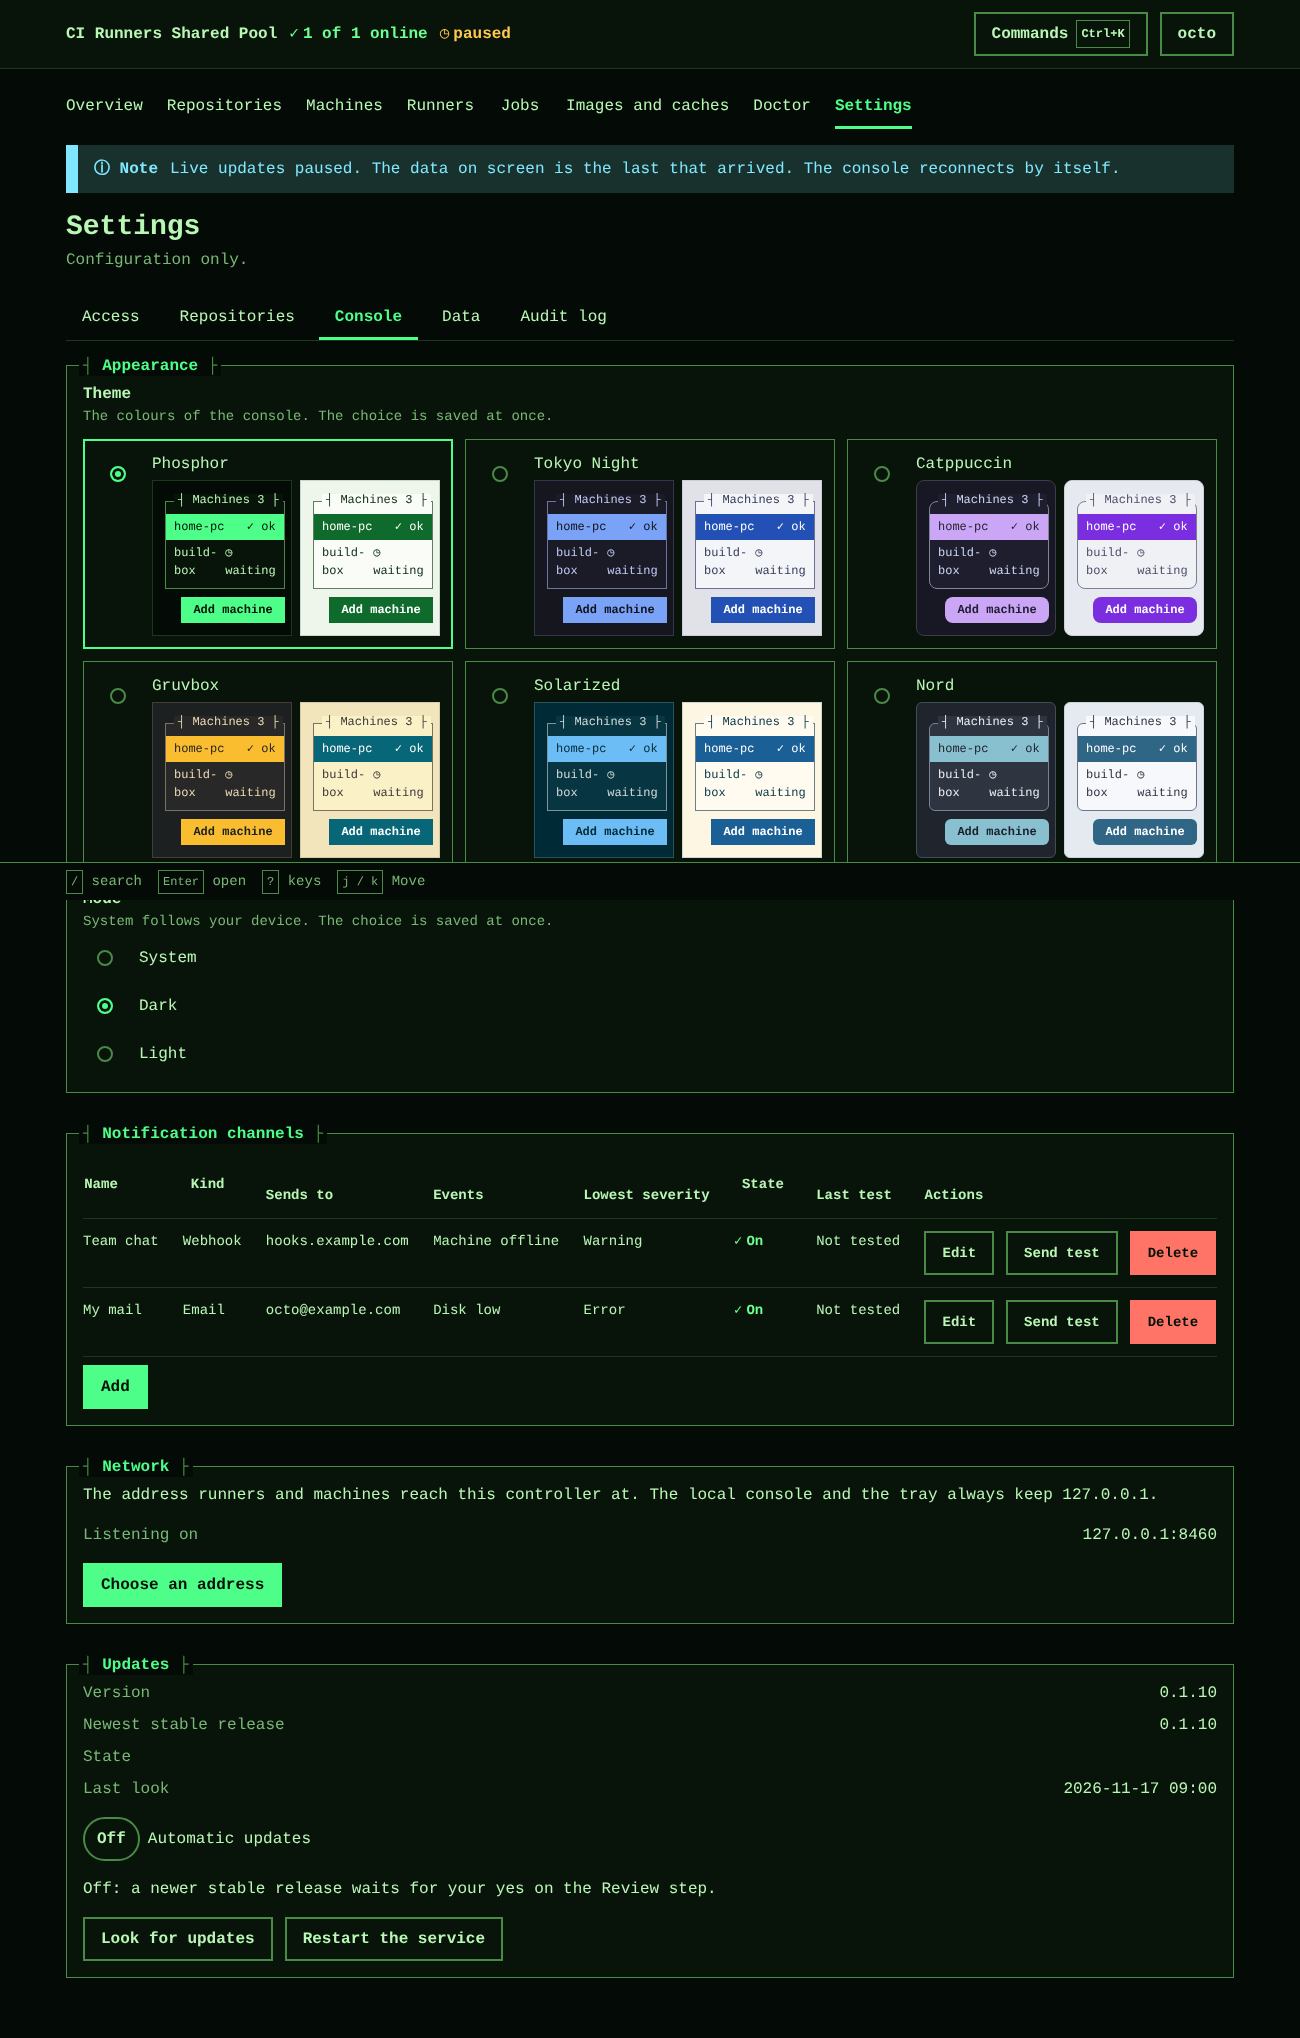 CI Runners Shared Pool ✓ 1 of 1 online ◷ paused Commands Ctrl+K octo
Overview Repositories Machines Runners Jobs Images and caches Doctor Settings
ⓘ Note Live updates paused. The data on screen is the last that arrived. The console reconnects by itself.
Settings
Configuration only.
Access Repositories Console Data Audit log
┤ Appearance ├
Theme
The colours of the console. The choice is saved at once.
Phosphor
┤ Machines 3 ├
home-pc ✓ ok
build-box ◷ waiting
Add machine
┤ Machines 3 ├
home-pc ✓ ok
build-box ◷ waiting
Add machine
Tokyo Night
┤ Machines 3 ├
home-pc ✓ ok
build-box ◷ waiting
Add machine
┤ Machines 3 ├
home-pc ✓ ok
build-box ◷ waiting
Add machine
Catppuccin
┤ Machines 3 ├
home-pc ✓ ok
build-box ◷ waiting
Add machine
┤ Machines 3 ├
home-pc ✓ ok
build-box ◷ waiting
Add machine
Gruvbox
┤ Machines 3 ├
home-pc ✓ ok
build-box ◷ waiting
Add machine
┤ Machines 3 ├
home-pc ✓ ok
build-box ◷ waiting
Add machine
Solarized
┤ Machines 3 ├
home-pc ✓ ok
build-box ◷ waiting
Add machine
┤ Machines 3 ├
home-pc ✓ ok
build-box ◷ waiting
Add machine
Nord
┤ Machines 3 ├
home-pc ✓ ok
build-box ◷ waiting
Add machine
┤ Machines 3 ├
home-pc ✓ ok
build-box ◷ waiting
Add machine
/ search Enter open ? keys j / k Move
Mode
System follows your device. The choice is saved at once.
System
Dark
Light
┤ Notification channels ├
Name Kind Sends to Events Lowest severity State Last test Actions
Team chat Webhook hooks.example.com Machine offline Warning ✓ On Not tested Edit Send test Delete
My mail Email octo@example.com Disk low Error ✓ On Not tested Edit Send test Delete
Add
┤ Network ├
The address runners and machines reach this controller at. The local console and the tray always keep 127.0.0.1.
Listening on 127.0.0.1:8460
Choose an address
┤ Updates ├
Version 0.1.10
Newest stable release 0.1.10
State
Last look 2026-11-17 09:00
Off Automatic updates
Off: a newer stable release waits for your yes on the Review step.
Look for updates Restart the service